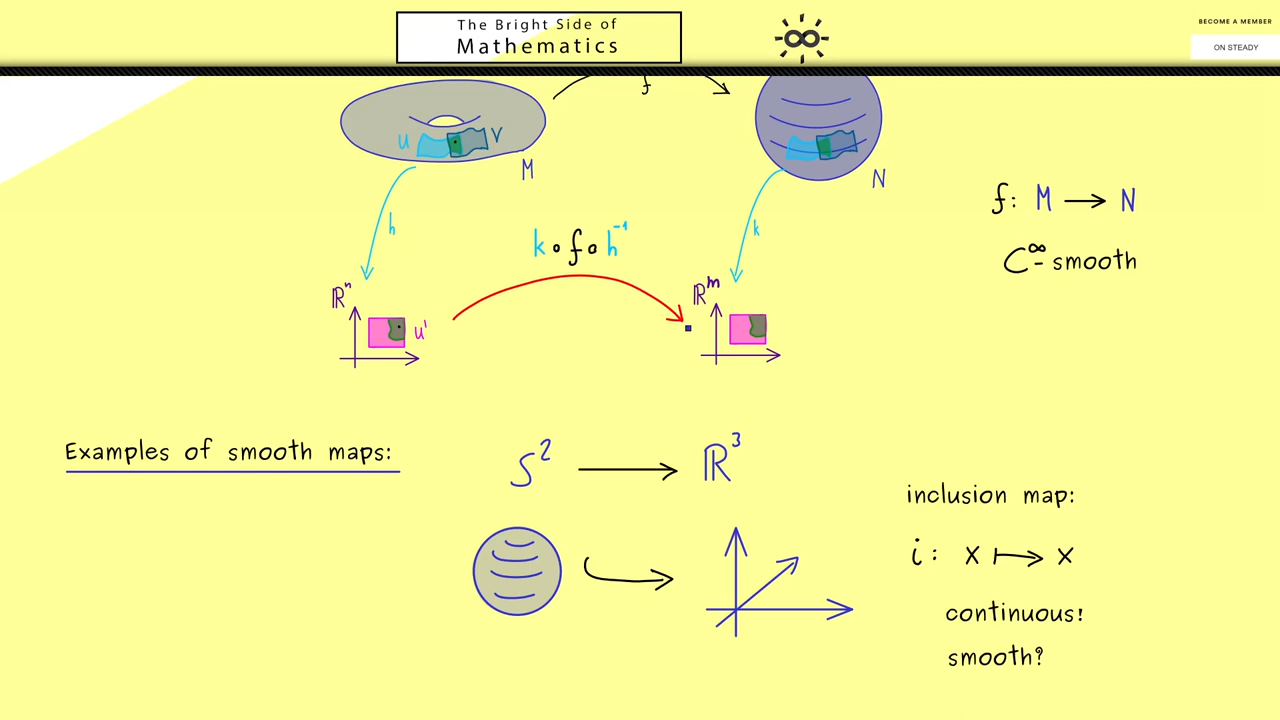 The Bright Side of
Mathematics
BECOME A MEMBER
ON STEADY
f
U
V
M
N
h
k
k ∘ f ∘ h⁻¹
ℝⁿ
U'
ℝᵐ
f: M ⟶ N
C^∞-smooth
Examples of smooth maps:
S² ⟶ ℝ³
inclusion map:
i: x ⟼ x
continuous!
smooth?